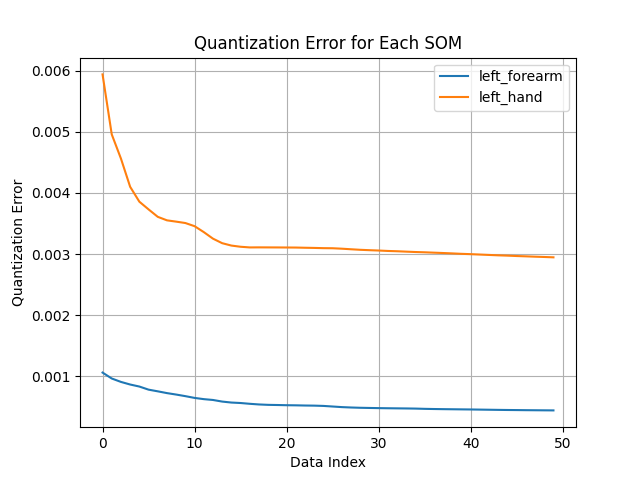 Quantization Error for Each SOM
left_forearm
left_hand
0.006
0.005
0.004
0.003
0.002
0.001
Quantization Error
0 10 20 30 40 50
Data Index